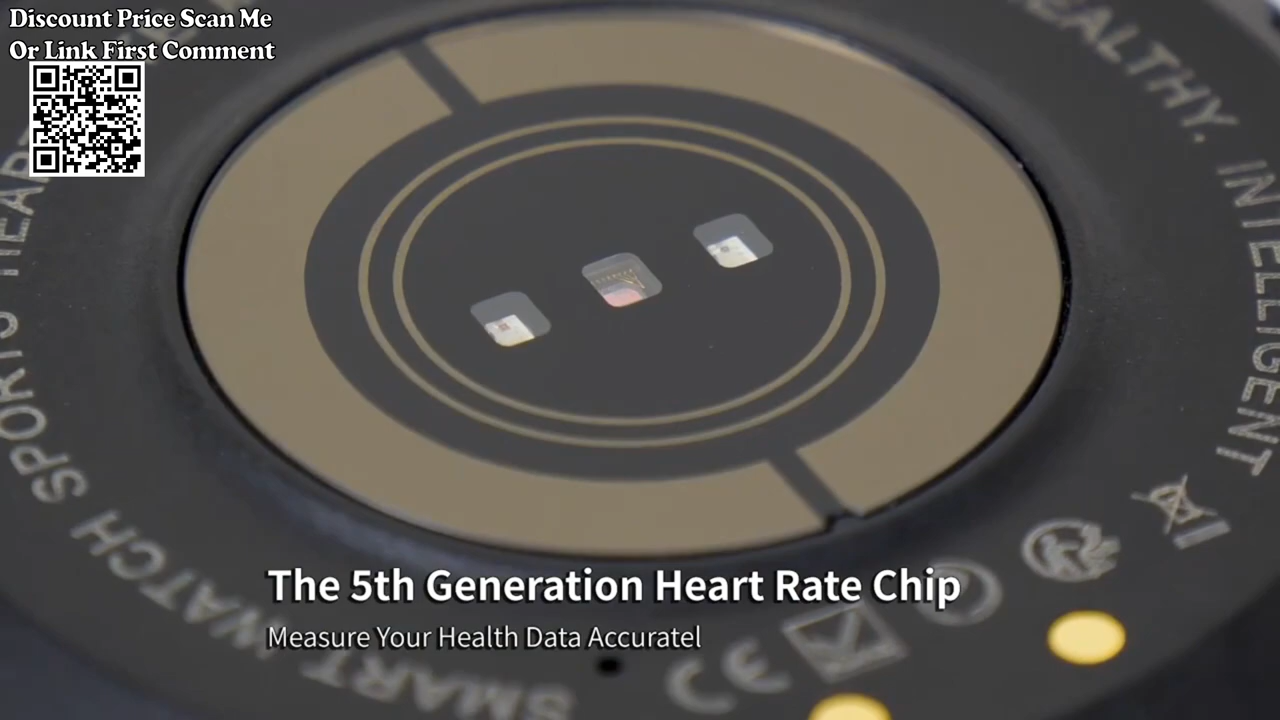 Discount Price Scan Me
Or Link First Comment
HEALTHY.
INTELLIGENT
SMART WATCH SPORTS HEART
CE
The 5th Generation Heart Rate Chip
Measure Your Health Data Accuratel